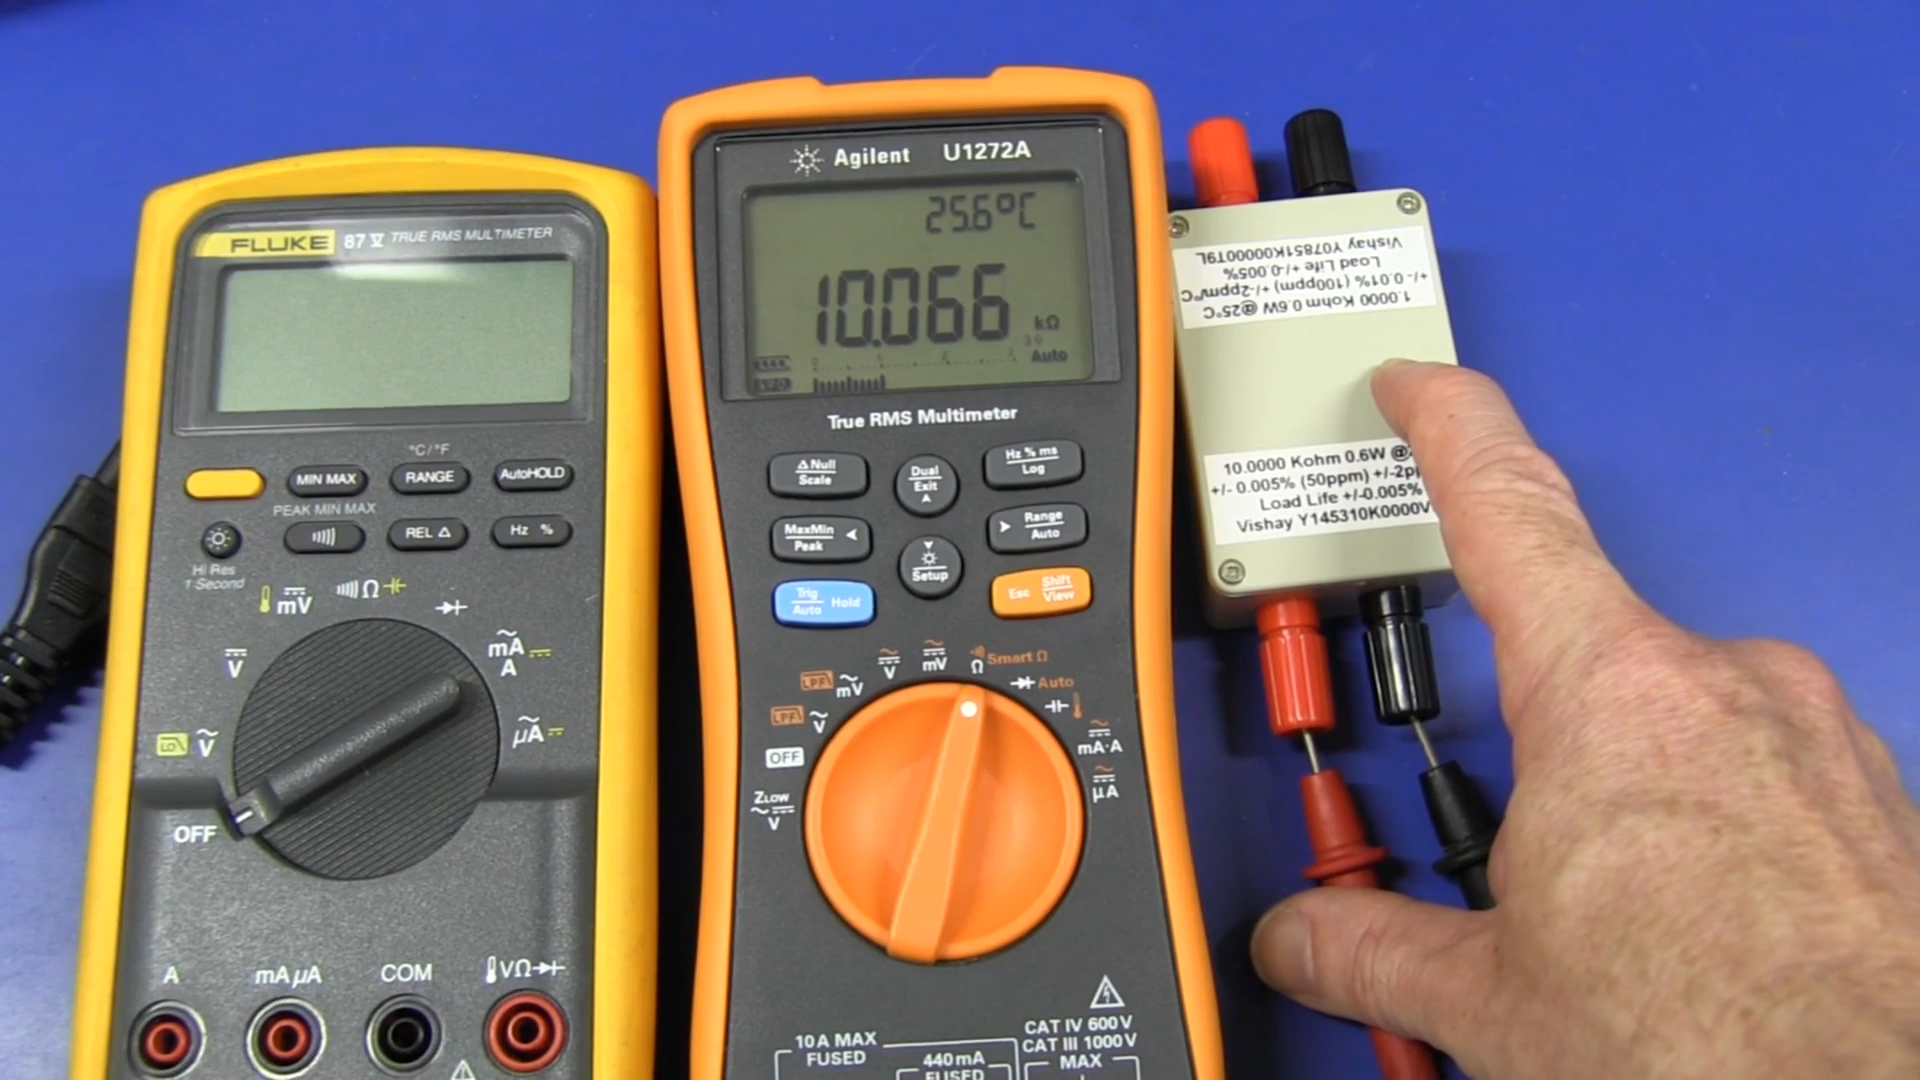 FLUKE 87 V TRUE RMS MULTIMETER
°C/°F
MIN MAX RANGE AutoHOLD
PEAK MIN MAX
REL Δ Hz %
Hi Res
1 Second
mV Ω
V mA
A
V μA
OFF
A mA μA COM VΩ
Agilent U1272A
25.6°C
10.066 kΩ
Auto
True RMS Multimeter
Δ Null
Scale
Dual
Exit
Hz % ms
Log
MaxMin
Peak
Setup
Range
Auto
Trig
Auto Hold
Esc Shift
View
LPF mV V mV Ω Smart Ω
Auto
LPF V
OFF mA·A
ZLOW
V
μA
10A MAX
FUSED
440mA
FUSED
CAT IV 600V
CAT III 1000V
MAX
1.0000 Kohm 0.6W @25°C
+/- 0.01% (100ppm) +/-2ppm/°C
Load Life +/-0.005%
Vishay Y07851K00000T9L
10.0000 Kohm 0.6W @
+/- 0.005% (50ppm) +/-2pp
Load Life +/-0.005%
Vishay Y145310K0000V